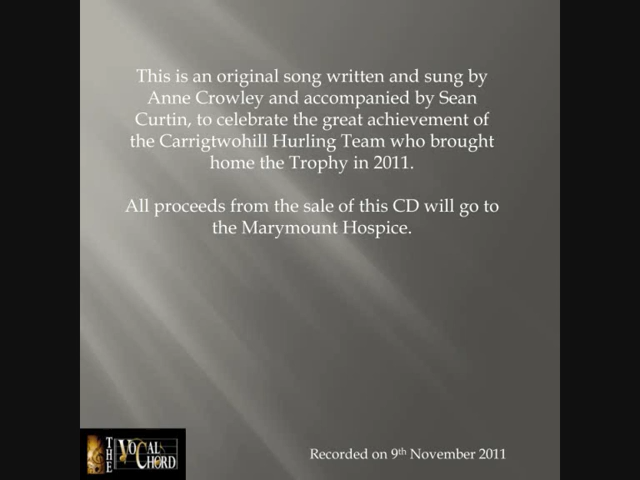 This is an original song written and sung by
Anne Crowley and accompanied by Sean
Curtin, to celebrate the great achievement of
the Carrigtwohill Hurling Team who brought
home the Trophy in 2011.
All proceeds from the sale of this CD will go to
the Marymount Hospice.
THE VOCAL CHORD
Recorded on 9th November 2011